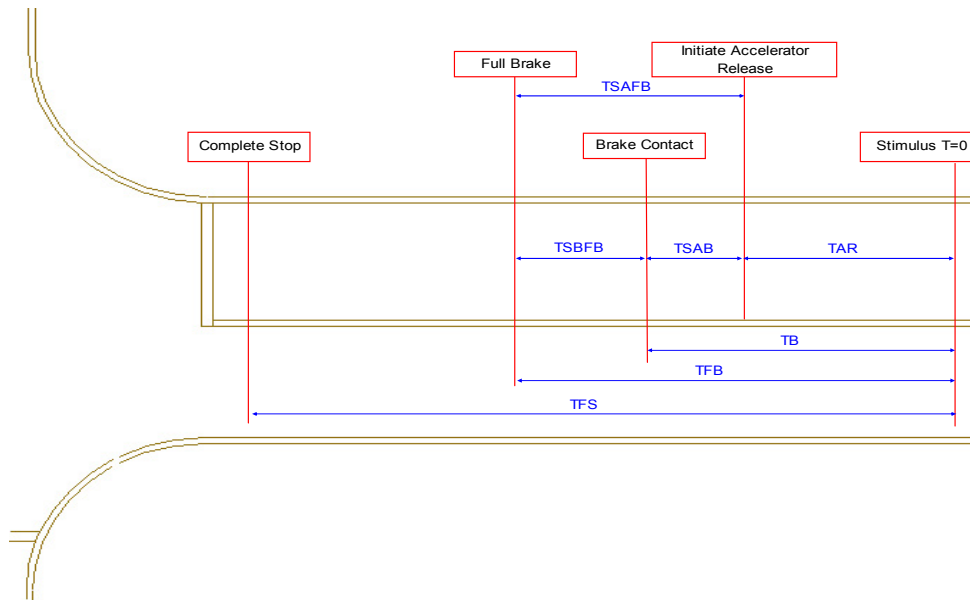 Initiate Accelerator
Release
Full Brake
TSAFB
Complete Stop
Brake Contact
Stimulus T=0
TSBFB
TSAB
TAR
TB
TFB
TFS